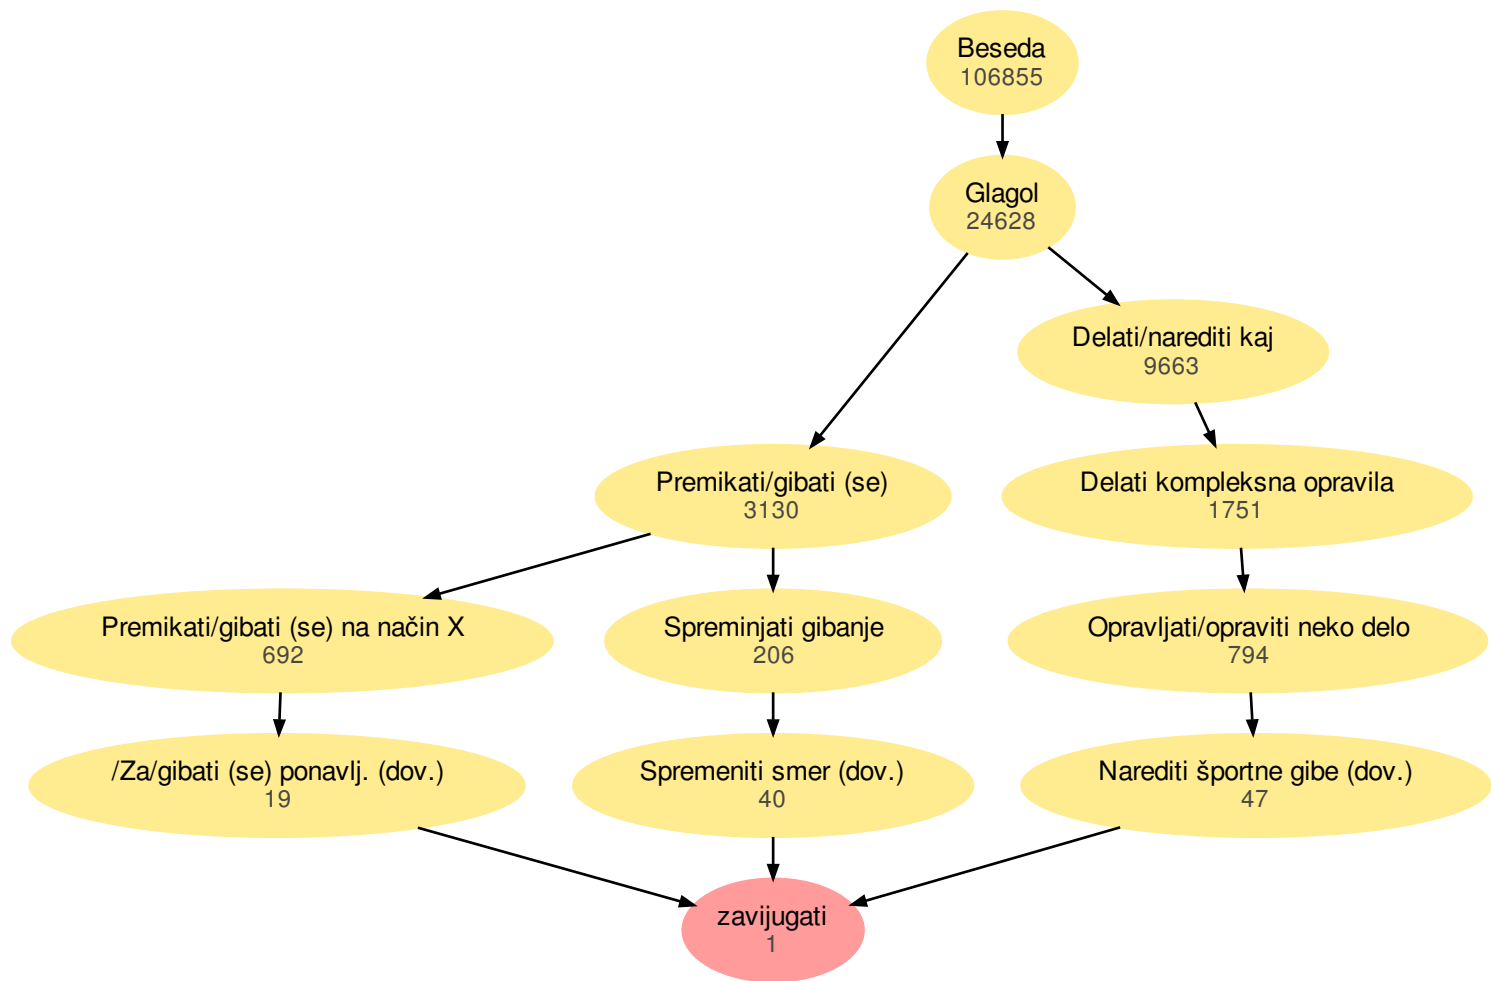 Beseda
106855
Glagol
24628
Delati/narediti kaj
9663
Premikati/gibati (se)
3130
Delati kompleksna opravila
1751
Premikati/gibati (se) na način X
692
Spreminjati gibanje
206
Opravljati/opraviti neko delo
794
/Za/gibati (se) ponavlj. (dov.)
19
Spremeniti smer (dov.)
40
Narediti športne gibe (dov.)
47
zavijugati
1